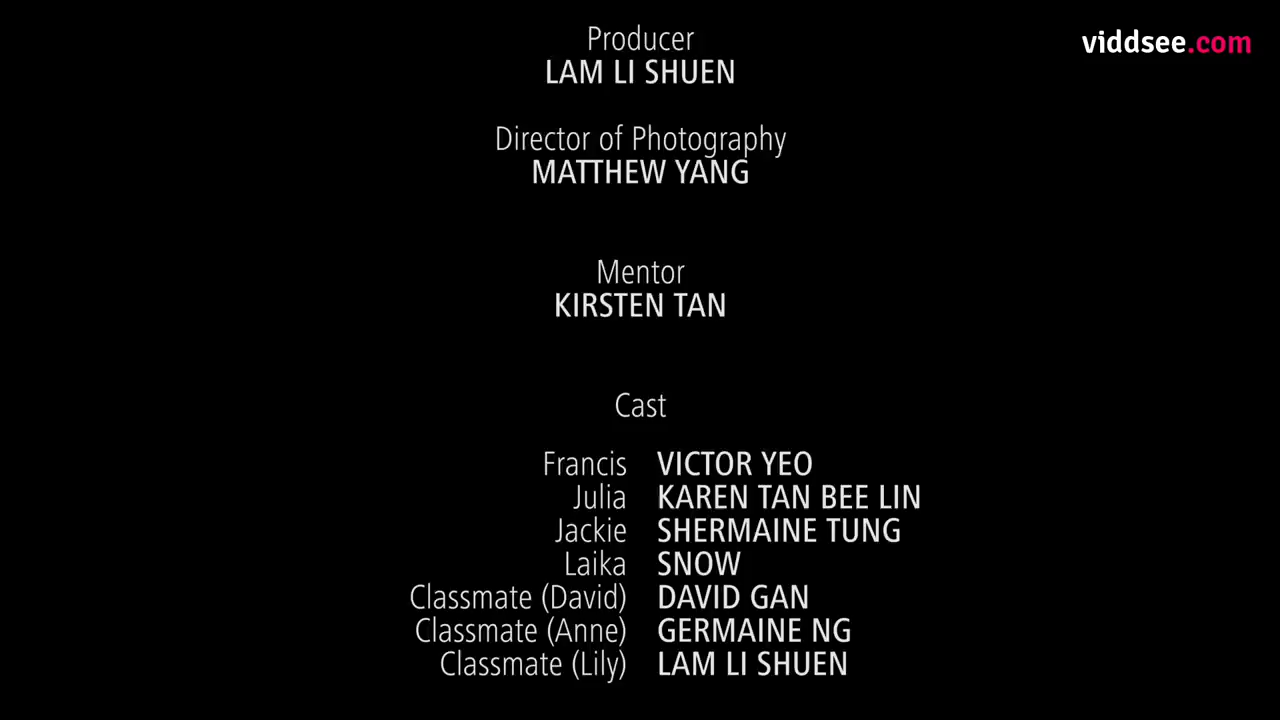 viddsee.com
Producer
LAM LI SHUEN
Director of Photography
MATTHEW YANG
Mentor
KIRSTEN TAN
Cast
Francis VICTOR YEO
Julia KAREN TAN BEE LIN
Jackie SHERMAINE TUNG
Laika SNOW
Classmate (David) DAVID GAN
Classmate (Anne) GERMAINE NG
Classmate (Lily) LAM LI SHUEN